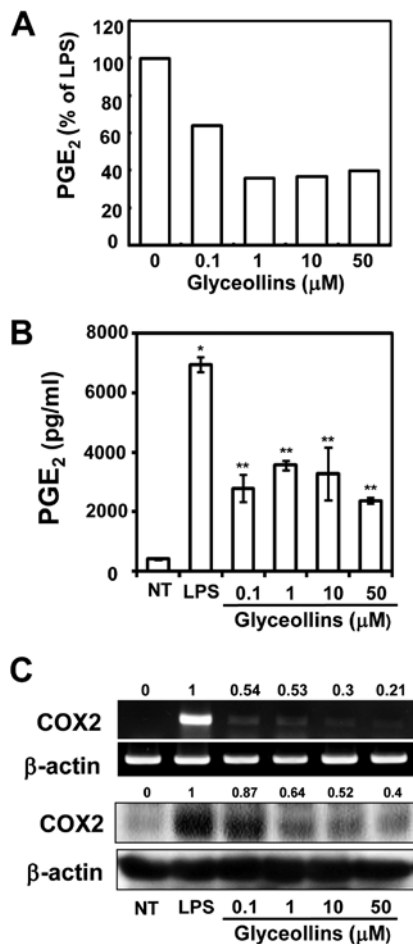 A
PGE2 (% of LPS)
120
100
80
60
40
20
0
0 0.1 1 10 50
Glyceollins (μM)
B
PGE2 (pg/ml)
8000
6000
4000
2000
0
*
** ** ** **
NT LPS 0.1 1 10 50
Glyceollins (μM)
C
0 1 0.54 0.53 0.3 0.21
COX2
β-actin
0 1 0.87 0.64 0.52 0.4
COX2
β-actin
NT LPS 0.1 1 10 50
Glyceollins (μM)